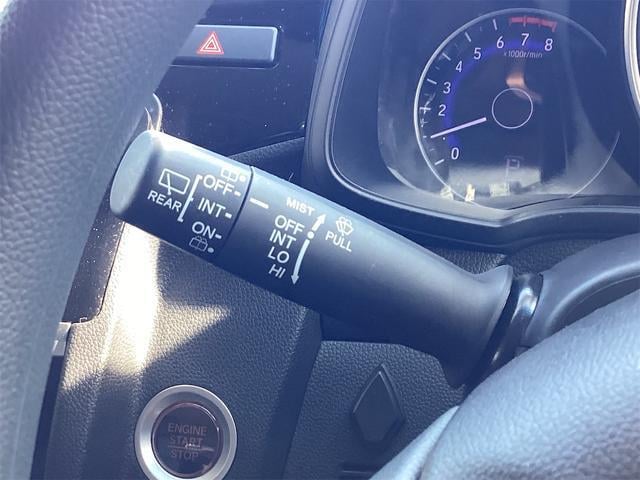 8
7
6
5
4
3
2
0
x1000r/min
P
REAR
OFF
INT
ON
MIST
OFF
INT
LO
HI
PULL
ENGINE
START
STOP